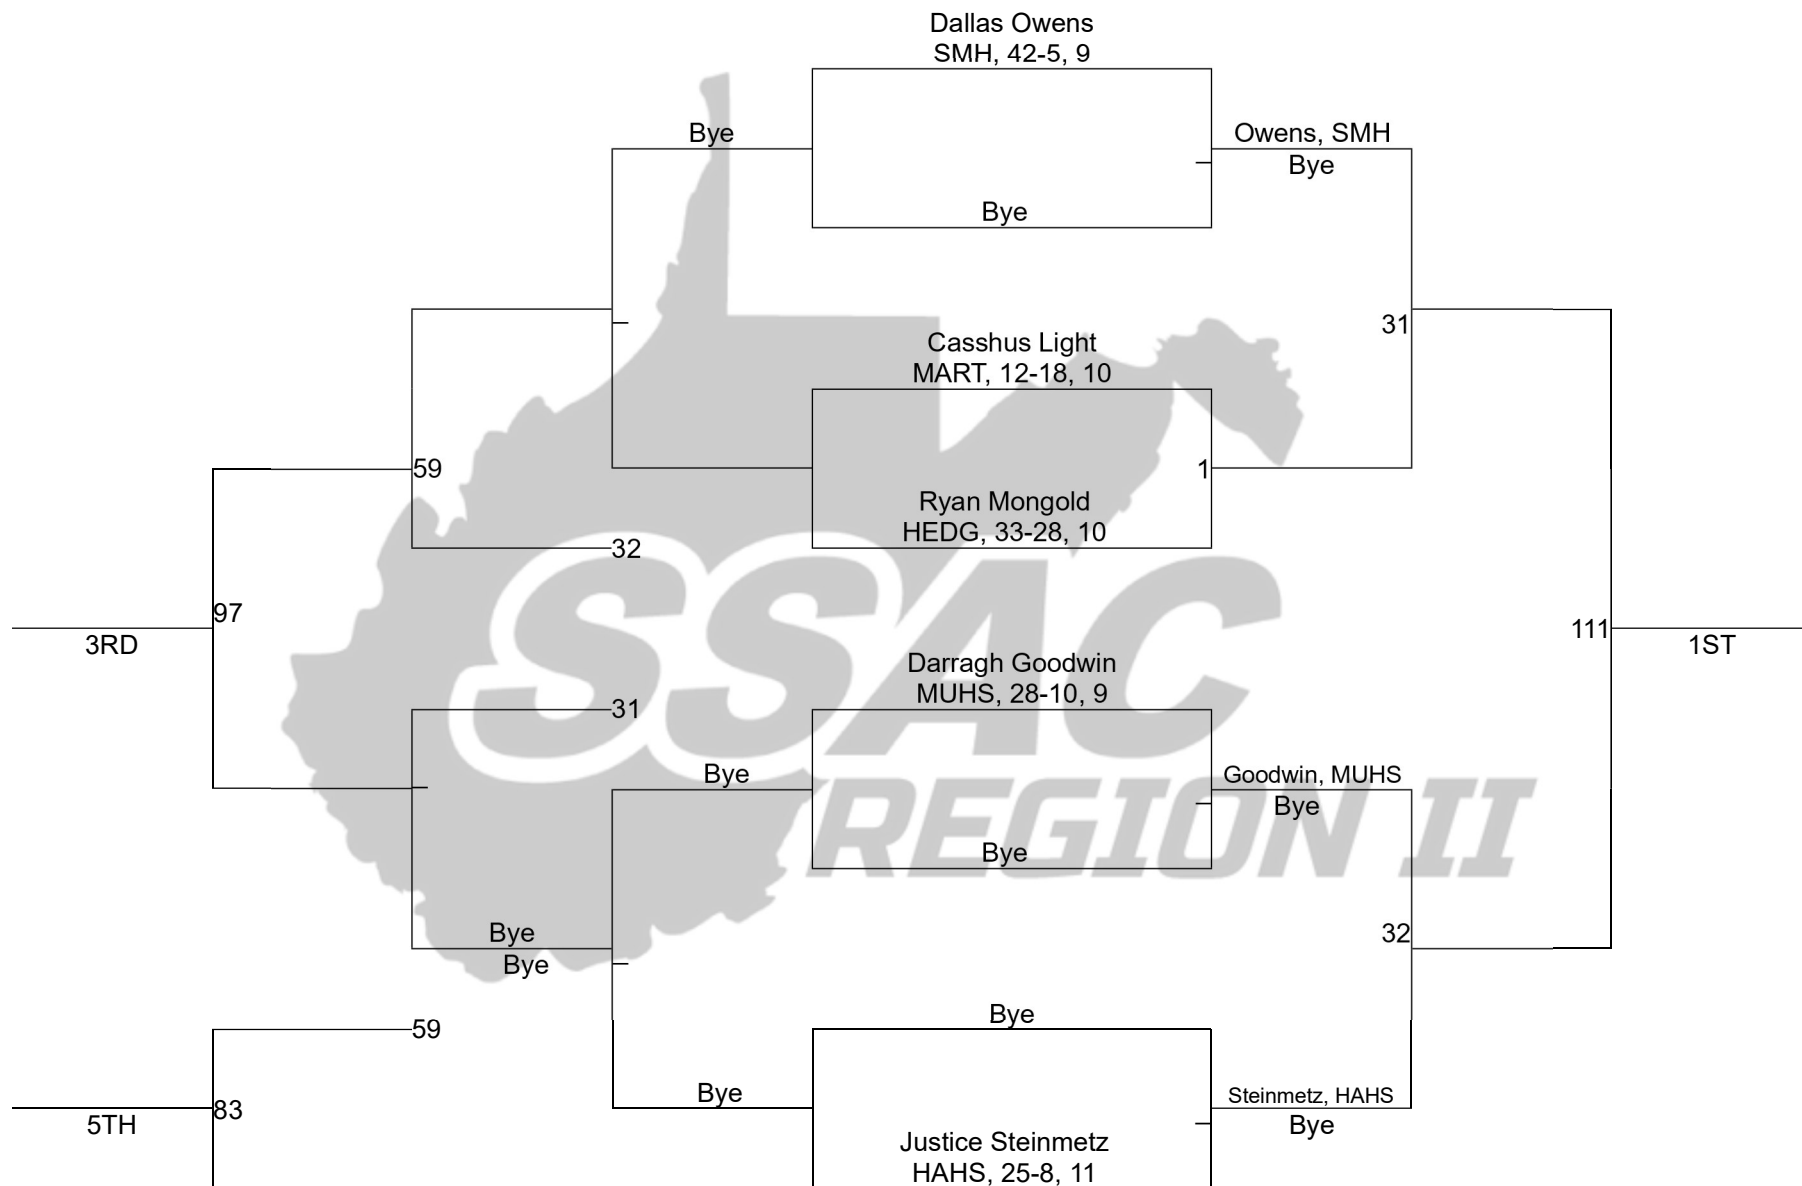 Dallas Owens
SMH, 42-5, 9
Bye
Owens, SMH
Bye
Bye
Casshus Light
MART, 12-18, 10
31
59
1
Ryan Mongold
HEDG, 33-28, 10
32
97
3RD
111
1ST
Darragh Goodwin
MUHS, 28-10, 9
31
Bye
Goodwin, MUHS
Bye
Bye
Bye
Bye
32
59
Bye
Bye
Steinmetz, HAHS
Bye
83
5TH
Justice Steinmetz
HAHS, 25-8, 11
SSAC
REGION II